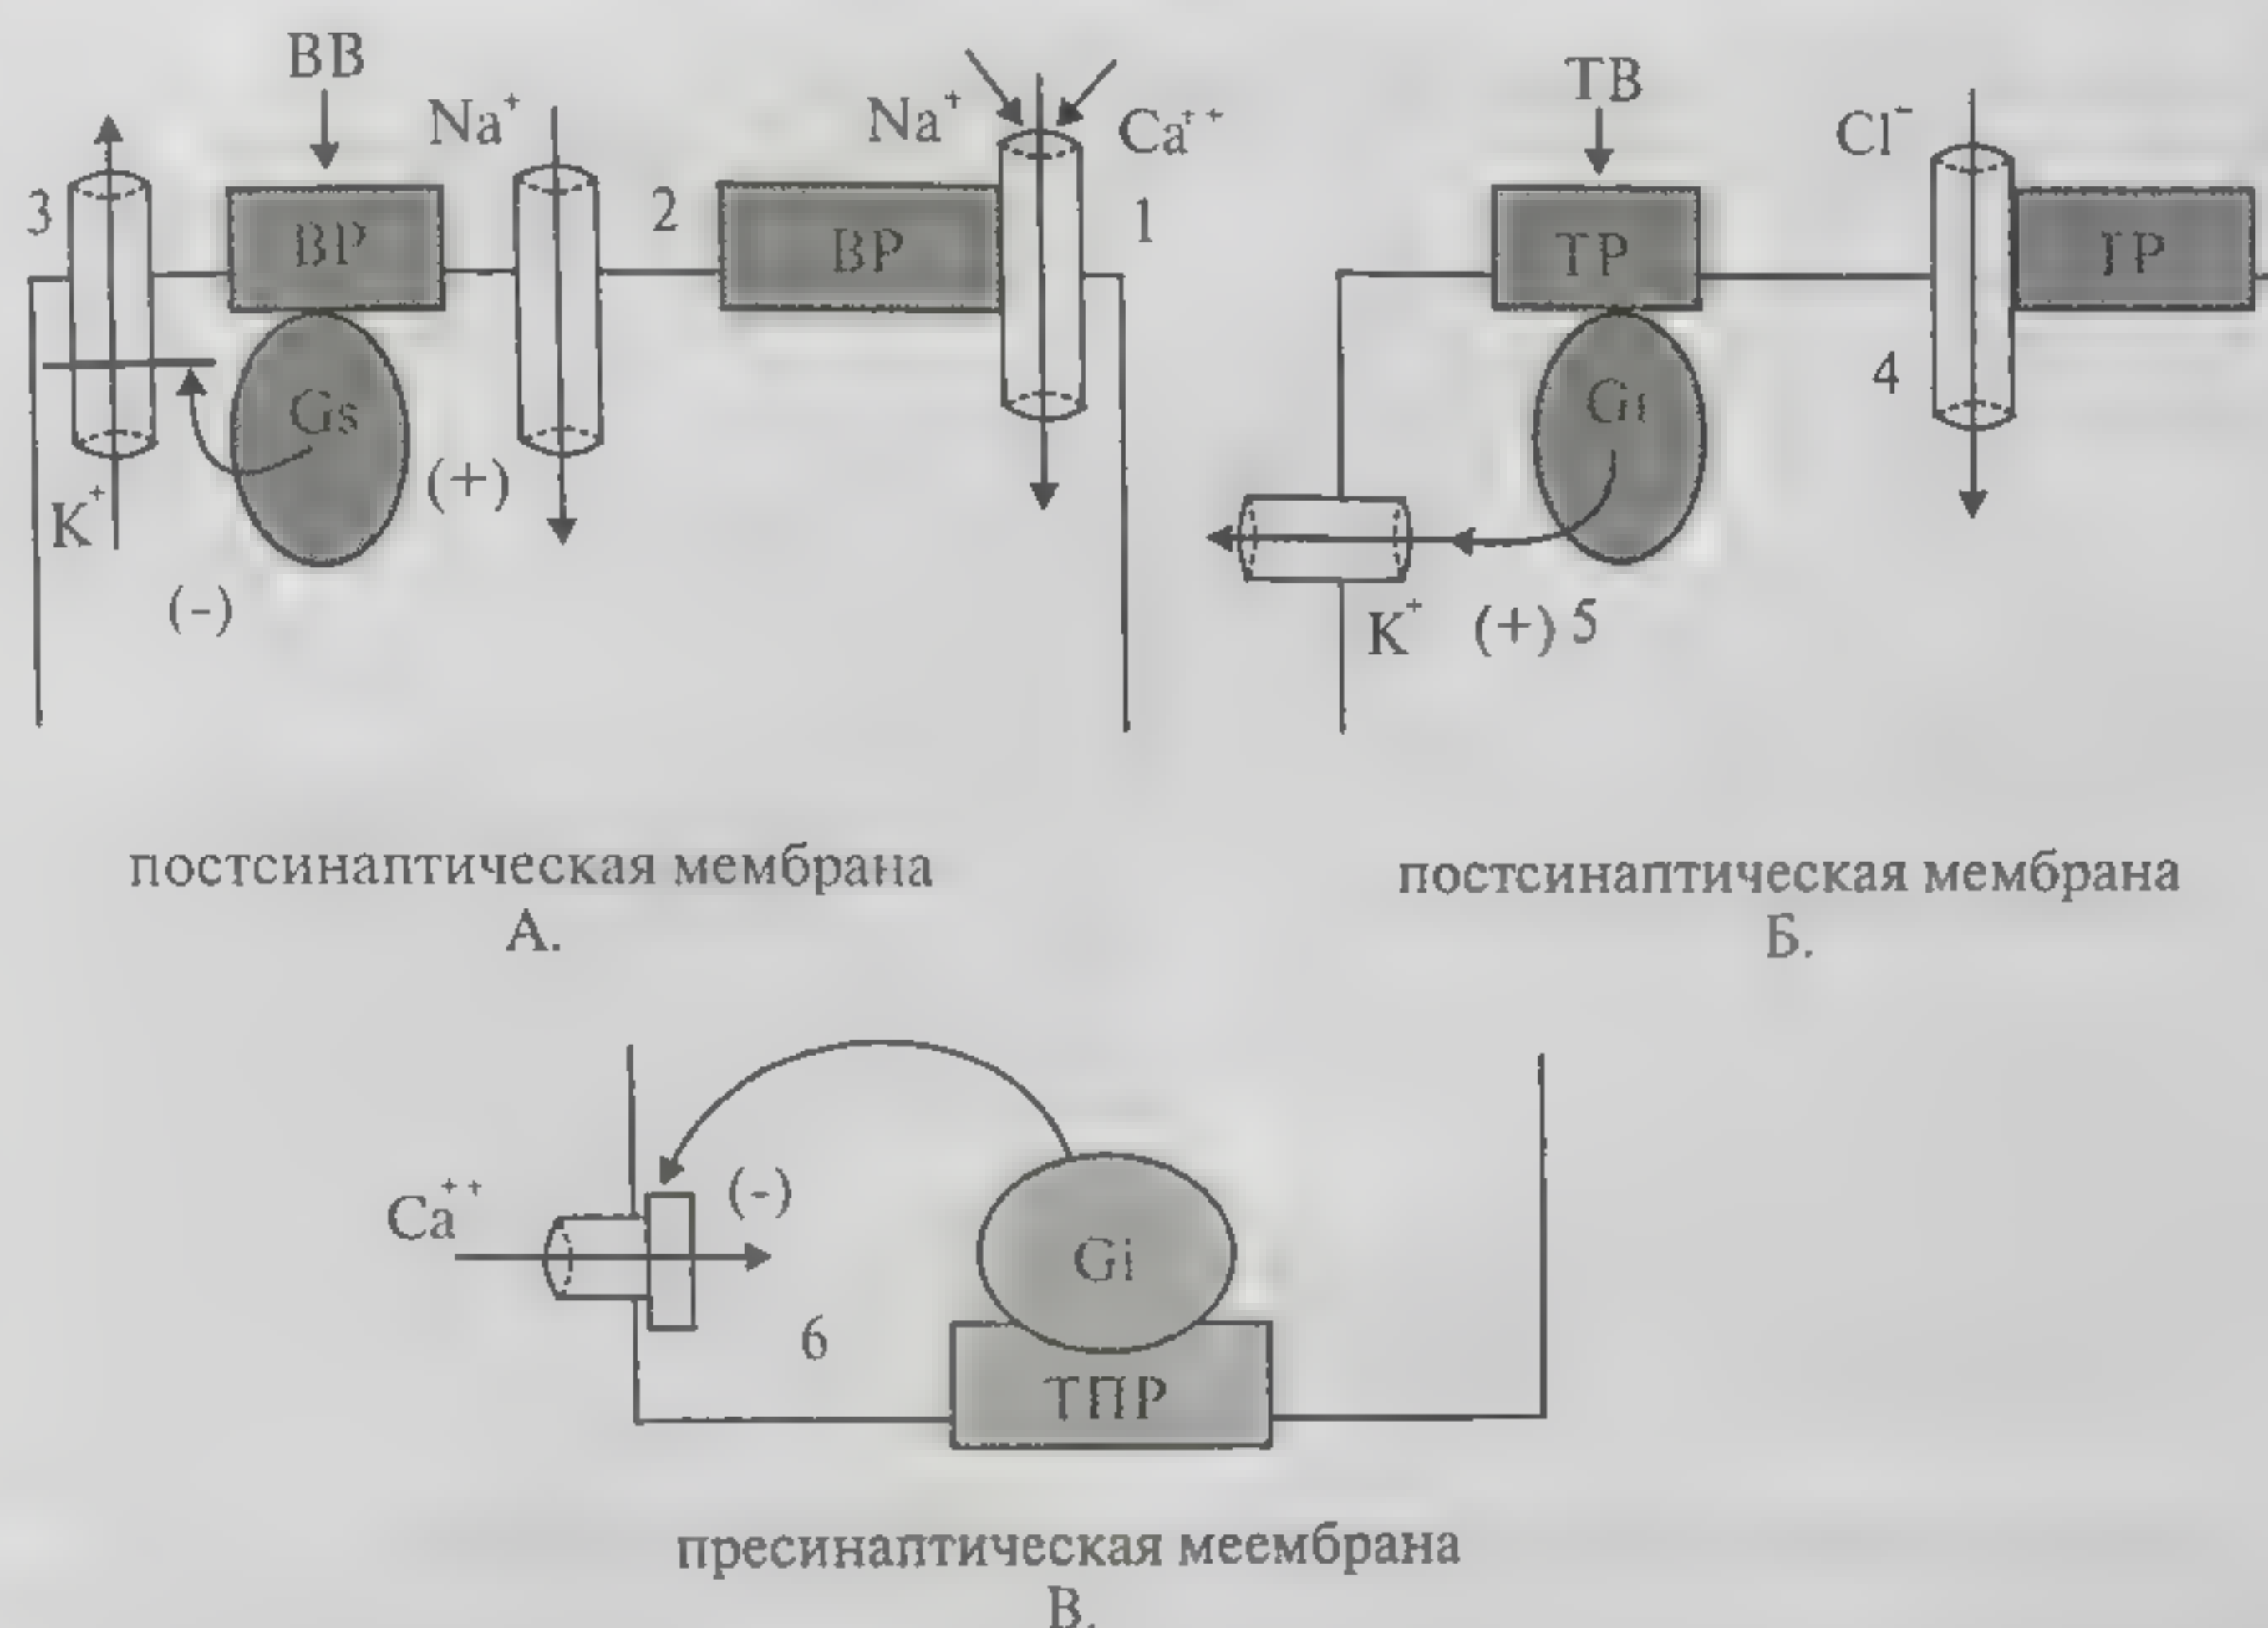 ВВ
Na⁺
Na⁺
Ca⁺⁺
3
ВР
2
ВР
1
Gs
(+)
K⁺
(-)
постсинаптическая мембрана
А.
ТВ
Cl⁻
ТР
4
Gi
K⁺
(+) 5
постсинаптическая мембрана
Б.
Ca⁺⁺
(-)
Gi
6
ТПР
пресинаптическая меембрана
В.